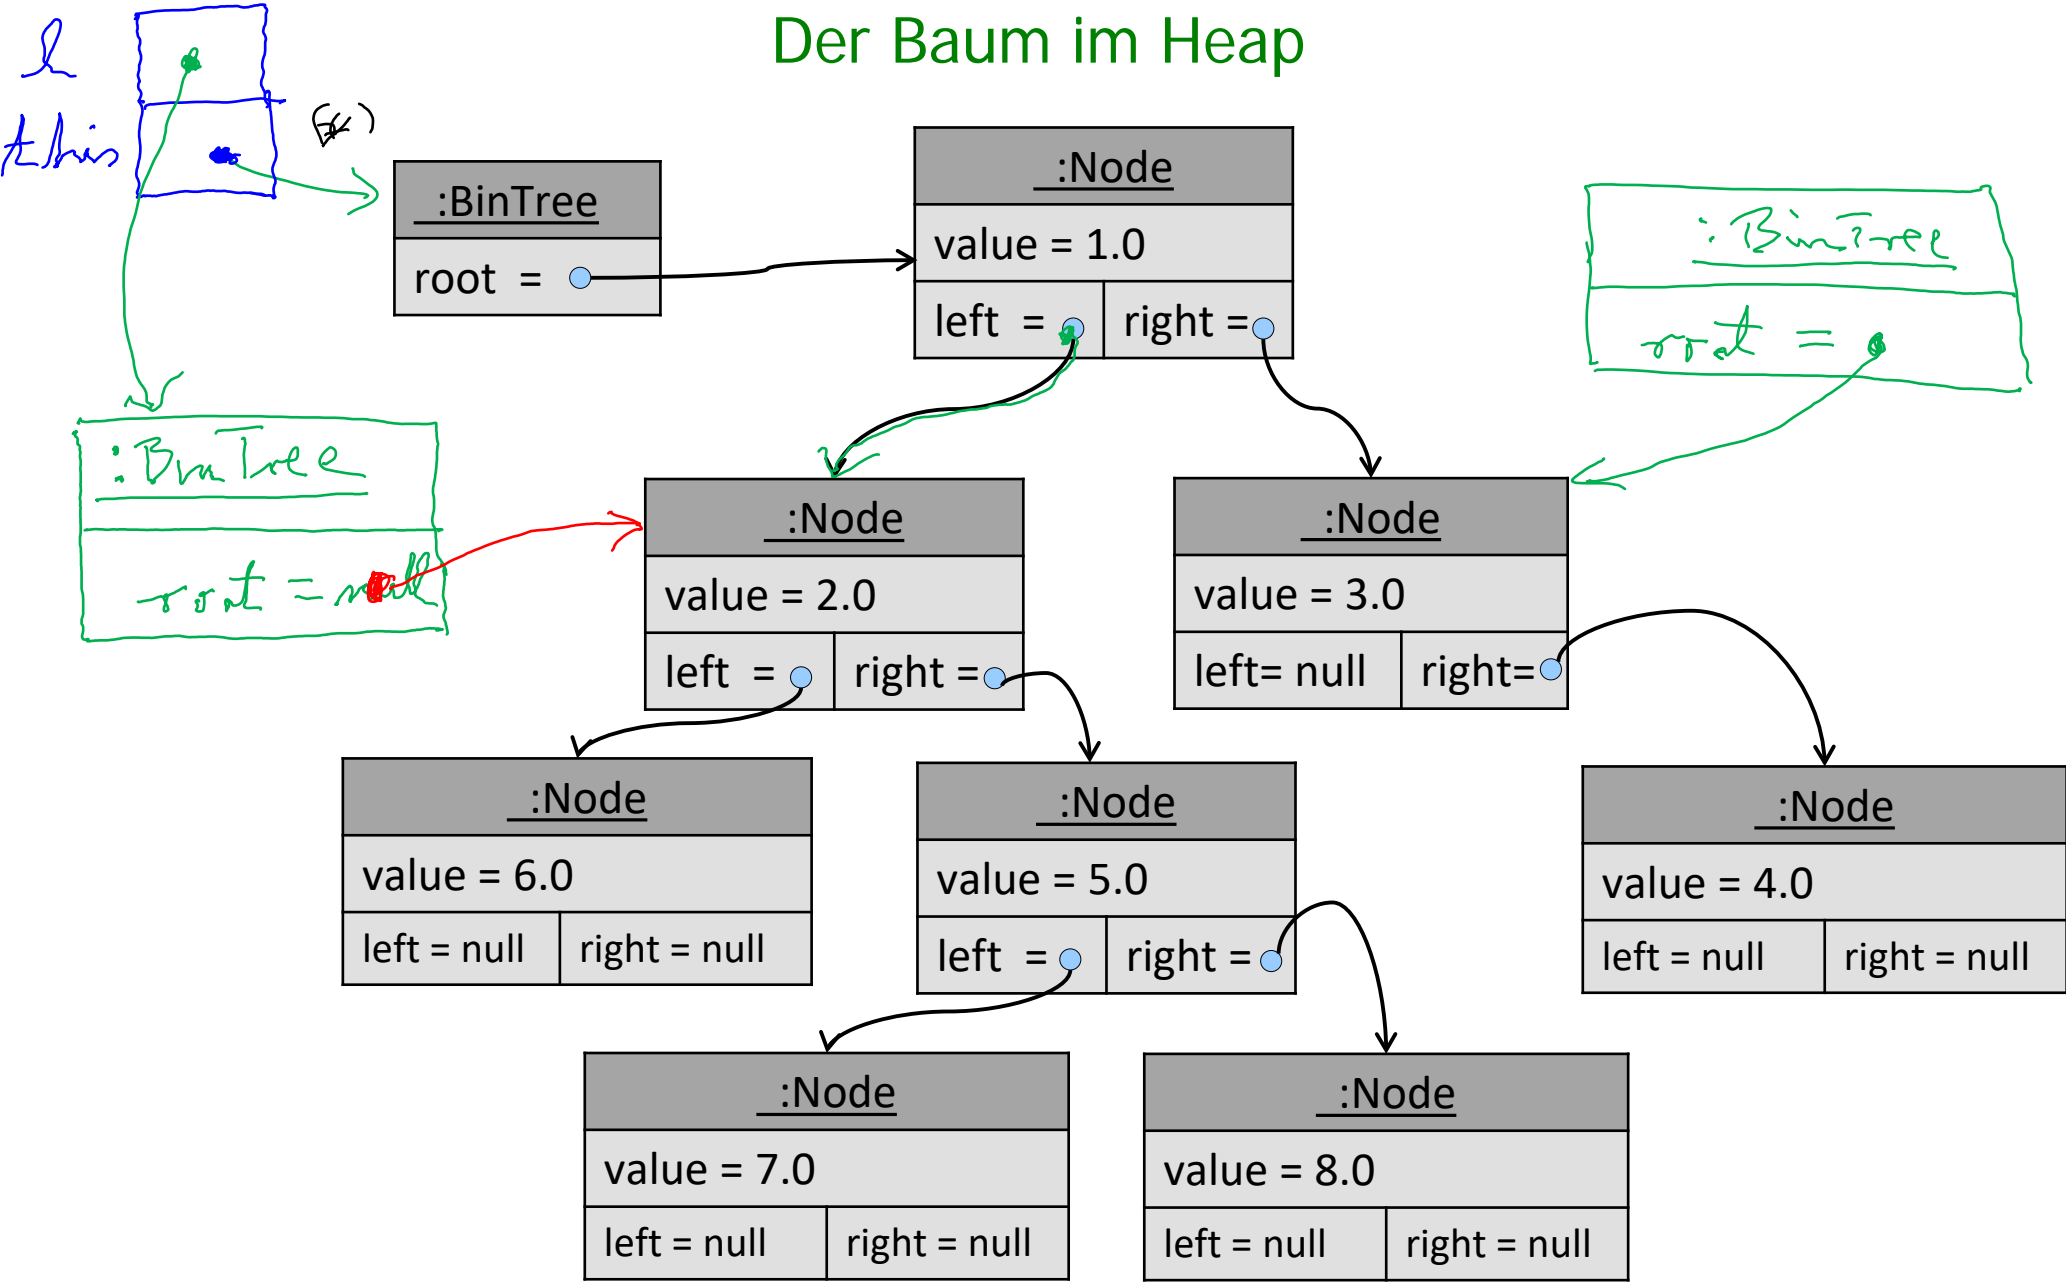 Der Baum im Heap
l
this
:BinTree
root =
:Node
value = 1.0
left =
right =
:BinTree
root =
:BinTree
root = null
:Node
value = 2.0
left =
right =
:Node
value = 3.0
left= null
right=
:Node
value = 6.0
left = null
right = null
:Node
value = 5.0
left =
right =
:Node
value = 4.0
left = null
right = null
:Node
value = 7.0
left = null
right = null
:Node
value = 8.0
left = null
right = null